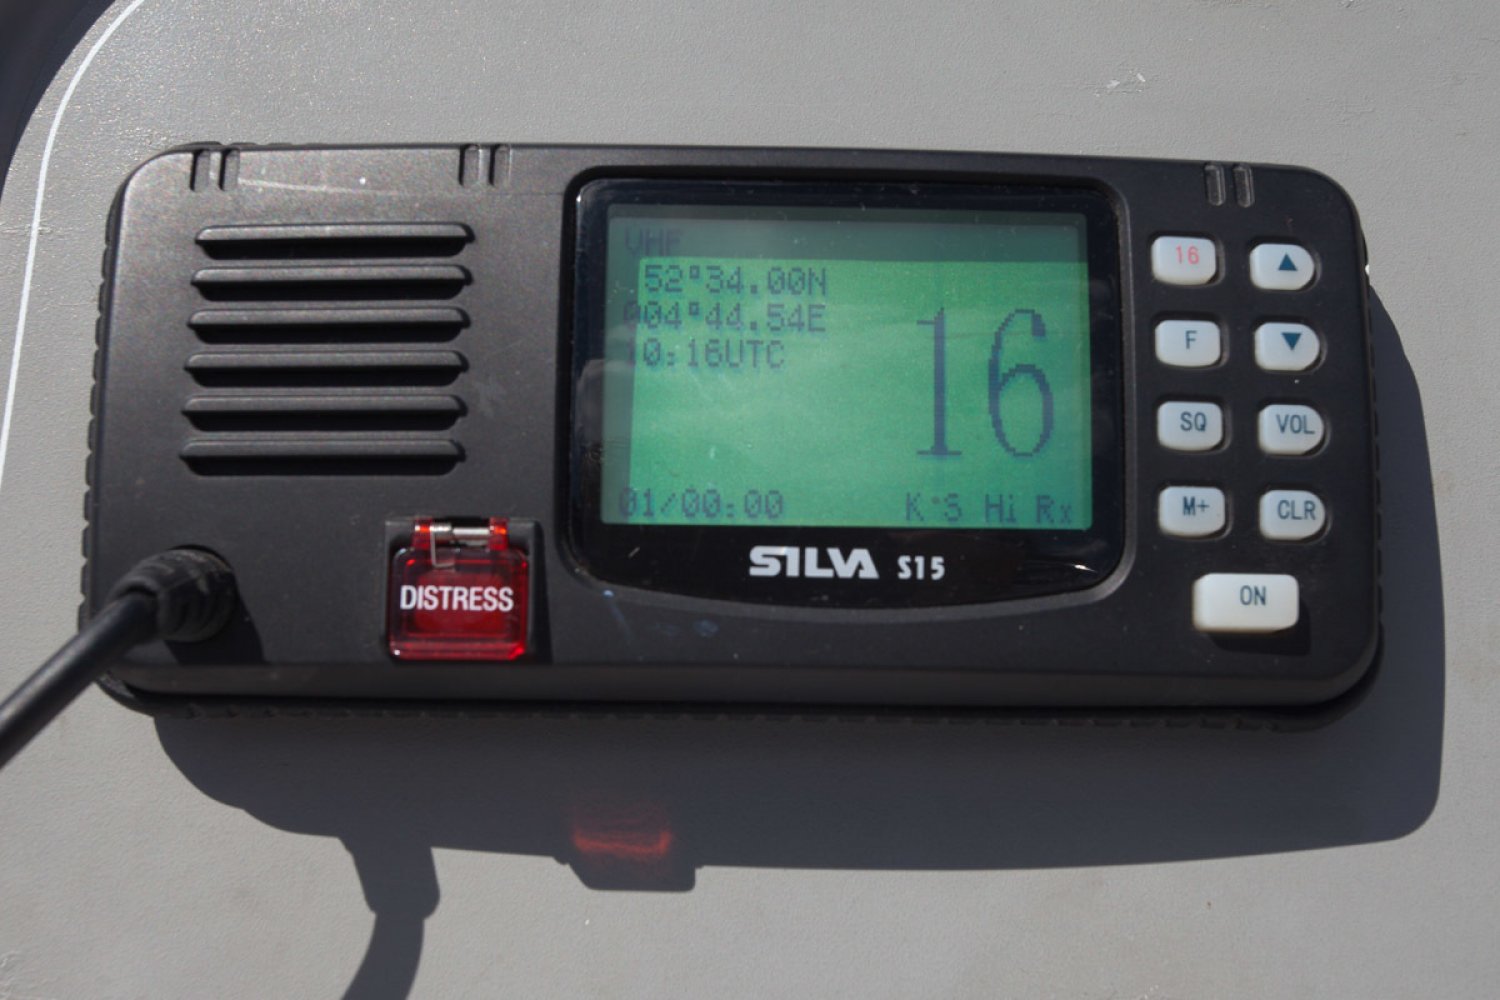 VHF
52°34.00N
004°44.54E
10:16UTC
16
01/00:00
K°S Hi Rx
SILVA S15
DISTRESS
16 ▲
F ▼
SQ VOL
M+ CLR
ON